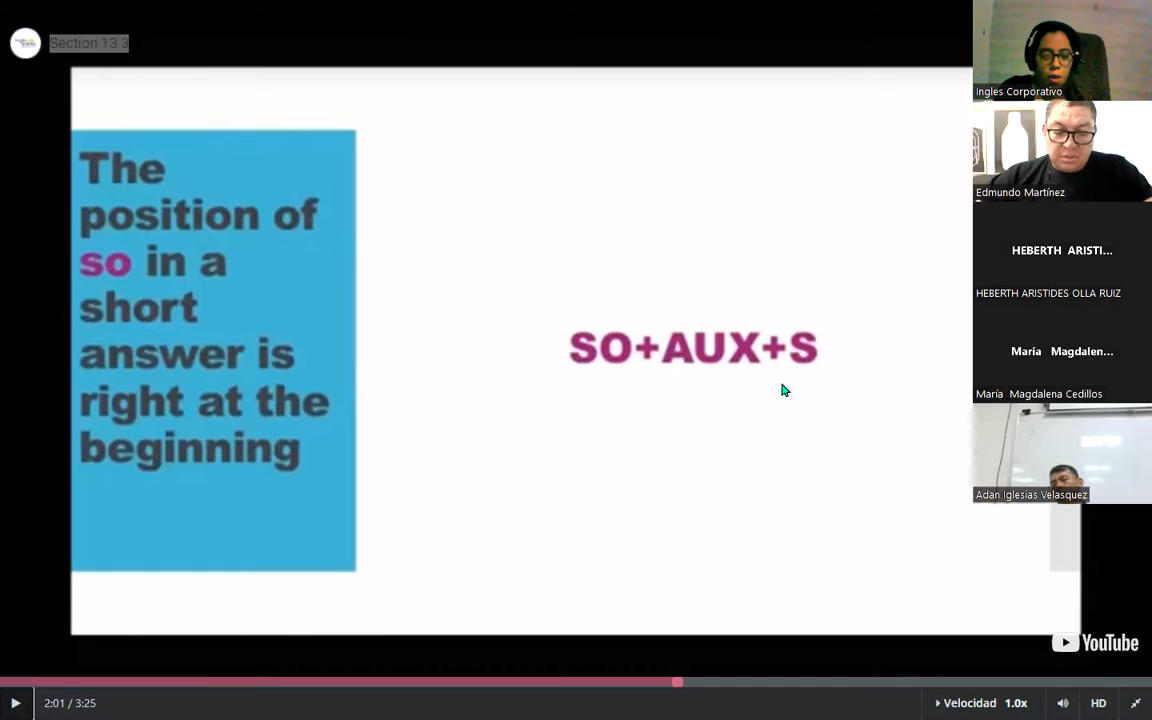 Section 13 3
The
position of
so in a
short
answer is
right at the
beginning
SO+AUX+S
Ingles Corporativo
Edmundo Martínez
HEBERTH ARISTI...
HEBERTH ARISTIDES OLLA RUIZ
María Magdalen...
María Magdalena Cedillos
Adan Iglesias Velasquez
YouTube
2:01 / 3:25
Velocidad 1.0x
HD